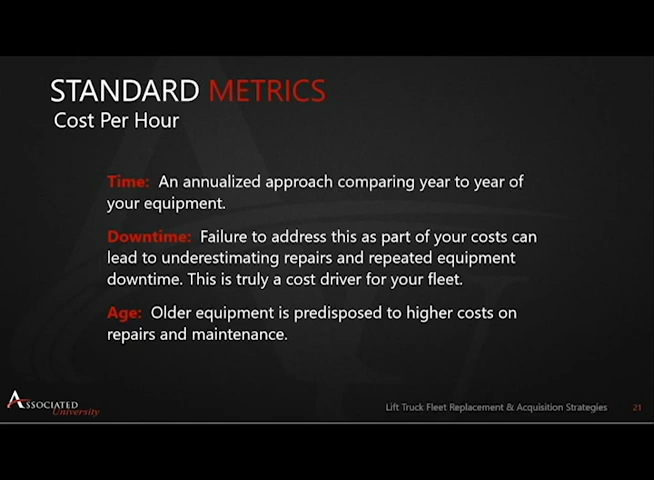 STANDARD METRICS
Cost Per Hour
Time: An annualized approach comparing year to year of
your equipment.
Downtime: Failure to address this as part of your costs can
lead to underestimating repairs and repeated equipment
downtime. This is truly a cost driver for your fleet.
Age: Older equipment is predisposed to higher costs on
repairs and maintenance.
ASSOCIATED
University
Lift Truck Fleet Replacement & Acquisition Strategies 21